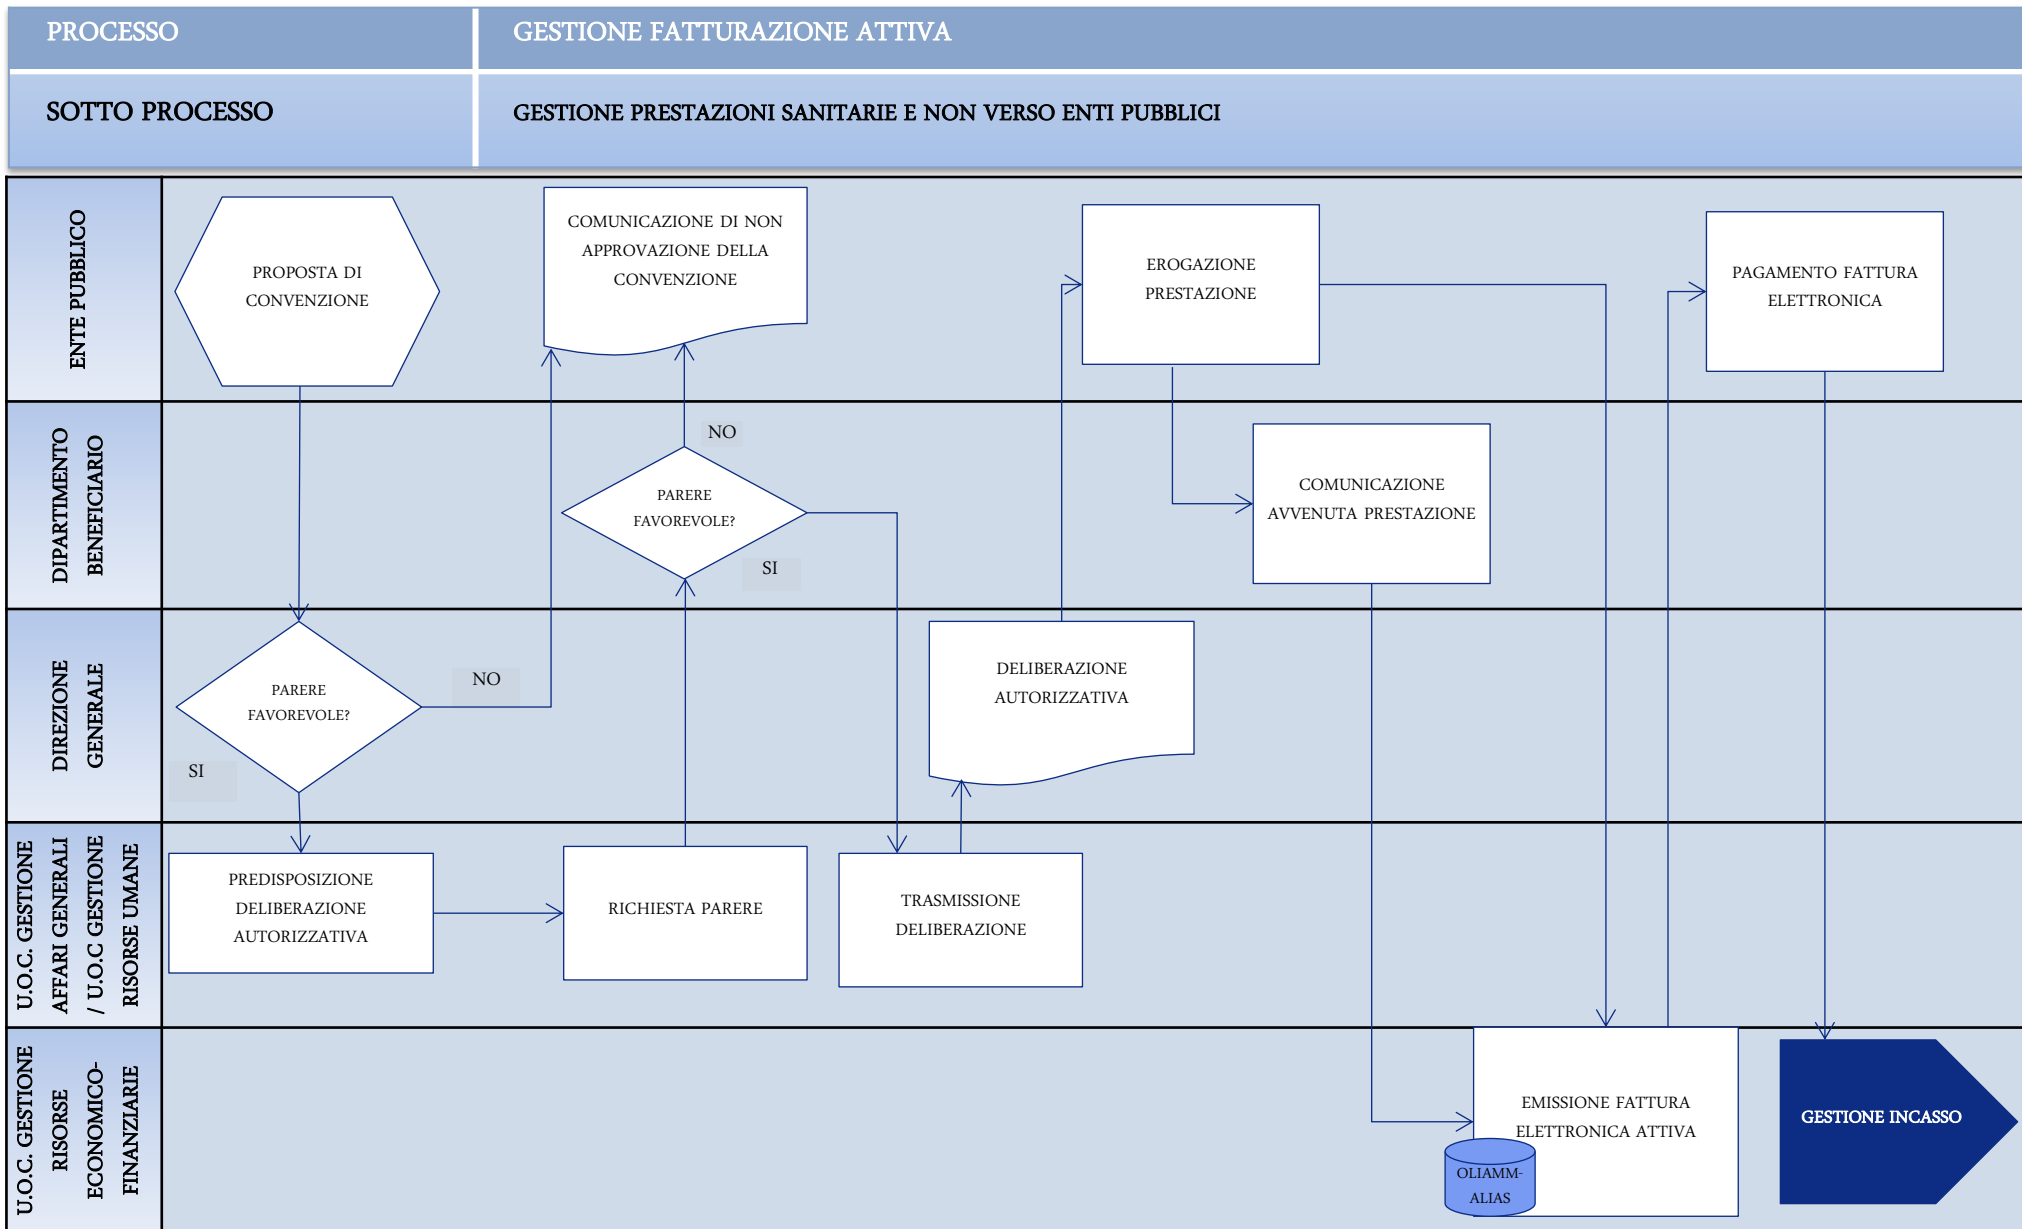 PROCESSO
GESTIONE FATTURAZIONE ATTIVA
SOTTO PROCESSO
GESTIONE PRESTAZIONI SANITARIE E NON VERSO ENTI PUBBLICI
ENTE PUBBLICO
PROPOSTA DI
CONVENZIONE
COMUNICAZIONE DI NON
APPROVAZIONE DELLA
CONVENZIONE
EROGAZIONE
PRESTAZIONE
PAGAMENTO FATTURA
ELETTRONICA
DIPARTIMENTO
BENEFICIARIO
NO
PARERE
FAVOREVOLE?
SI
COMUNICAZIONE
AVVENUTA PRESTAZIONE
DIREZIONE
GENERALE
PARERE
FAVOREVOLE?
NO
SI
DELIBERAZIONE
AUTORIZZATIVA
U.O.C. GESTIONE
AFFARI GENERALI
/ U.O.C GESTIONE
RISORSE UMANE
PREDISPOSIZIONE
DELIBERAZIONE
AUTORIZZATIVA
RICHIESTA PARERE
TRASMISSIONE
DELIBERAZIONE
U.O.C. GESTIONE
RISORSE
ECONOMICO-
FINANZIARIE
EMISSIONE FATTURA
ELETTRONICA ATTIVA
OLIAMM-
ALIAS
GESTIONE INCASSO